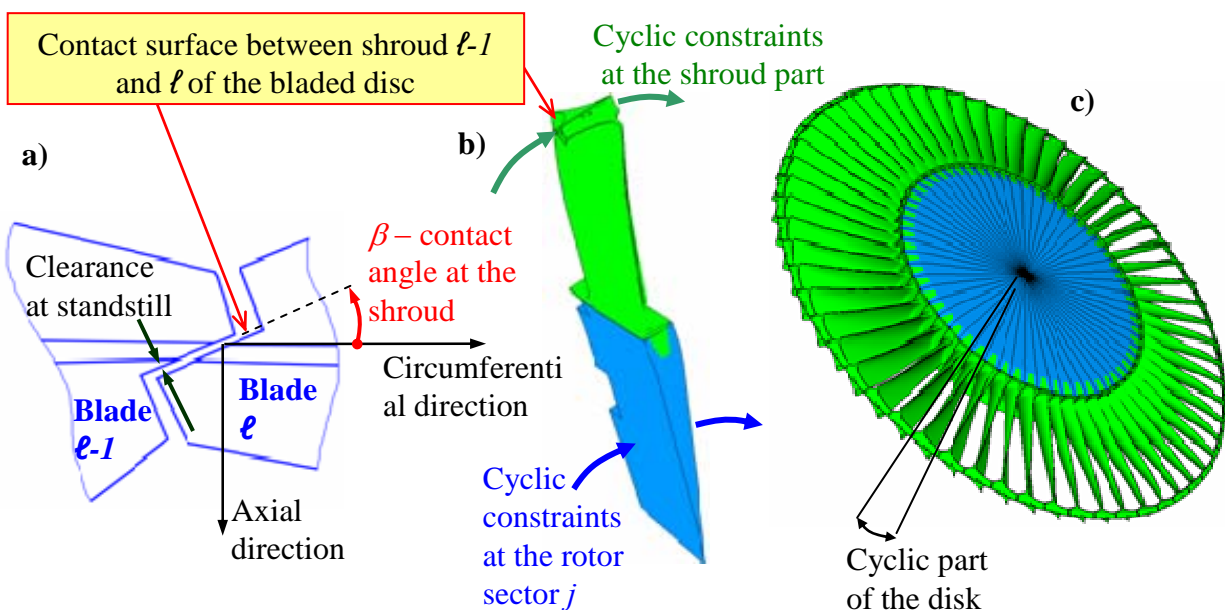 Contact surface between shroud ℓ-1
and ℓ of the bladed disc
Cyclic constraints
at the shroud part
a)
b)
c)
Clearance
at standstill
β – contact
angle at the
shroud
Circumferenti
al direction
Blade
ℓ-1
Blade
ℓ
Axial
direction
Cyclic
constraints
at the rotor
sector j
Cyclic part
of the disk